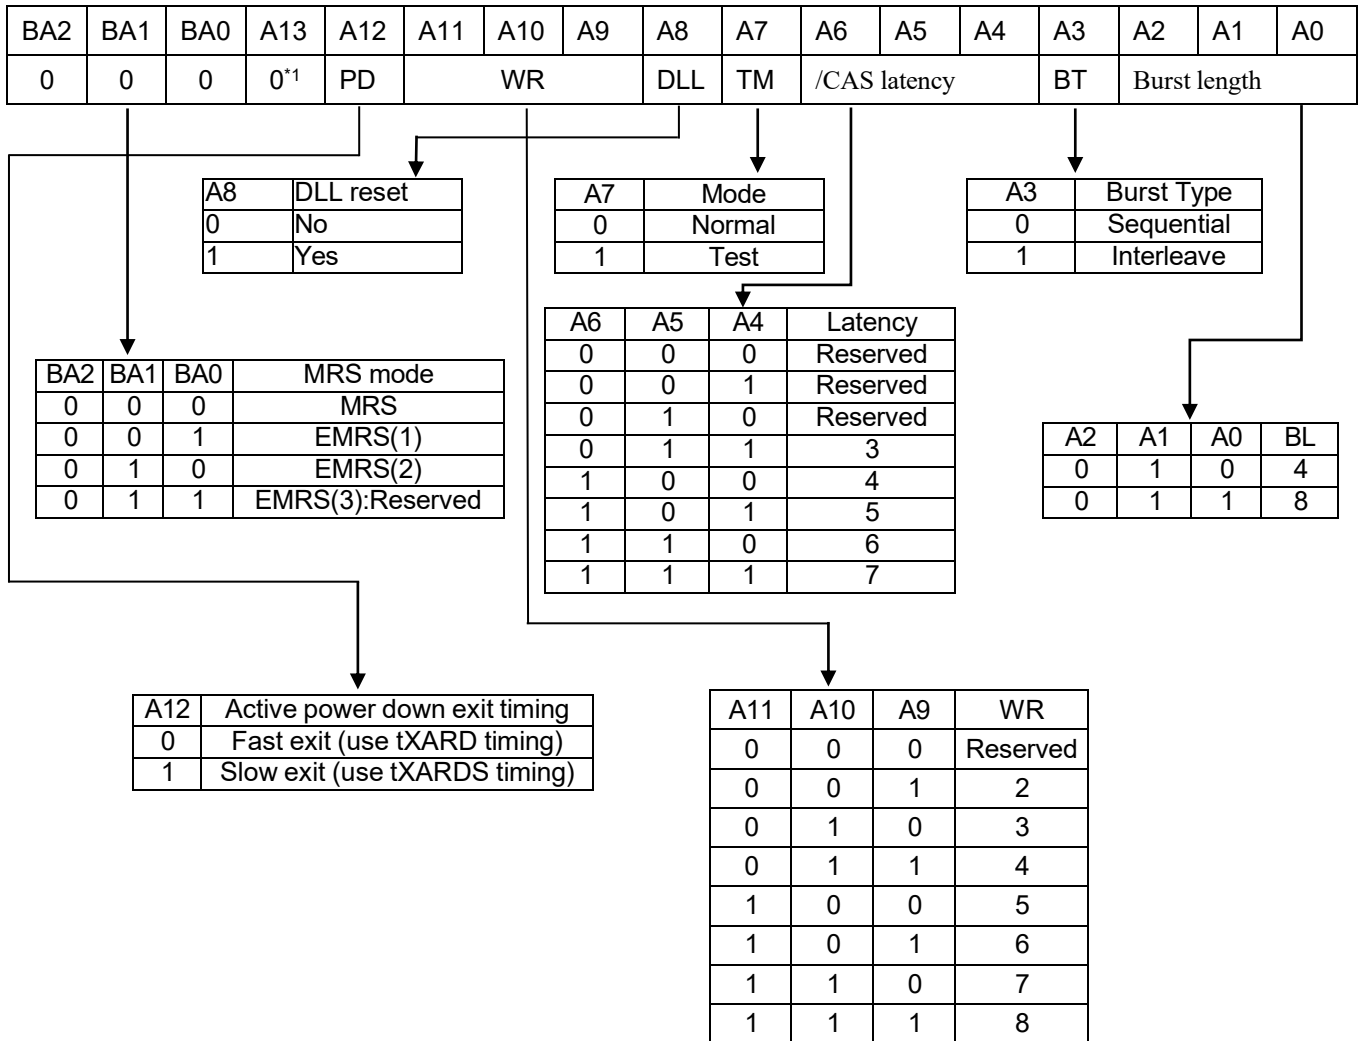 BA2 BA1 BA0 A13 A12 A11 A10 A9 A8 A7 A6 A5 A4 A3 A2 A1 A0
0 0 0 0*1 PD WR DLL TM /CAS latency BT Burst length
A8 DLL reset
0 No
1 Yes
A7 Mode
0 Normal
1 Test
A3 Burst Type
0 Sequential
1 Interleave
BA2 BA1 BA0 MRS mode
0 0 0 MRS
0 0 1 EMRS(1)
0 1 0 EMRS(2)
0 1 1 EMRS(3):Reserved
A6 A5 A4 Latency
0 0 0 Reserved
0 0 1 Reserved
0 1 0 Reserved
0 1 1 3
1 0 0 4
1 0 1 5
1 1 0 6
1 1 1 7
A2 A1 A0 BL
0 1 0 4
0 1 1 8
A12 Active power down exit timing
0 Fast exit (use tXARD timing)
1 Slow exit (use tXARDS timing)
A11 A10 A9 WR
0 0 0 Reserved
0 0 1 2
0 1 0 3
0 1 1 4
1 0 0 5
1 0 1 6
1 1 0 7
1 1 1 8